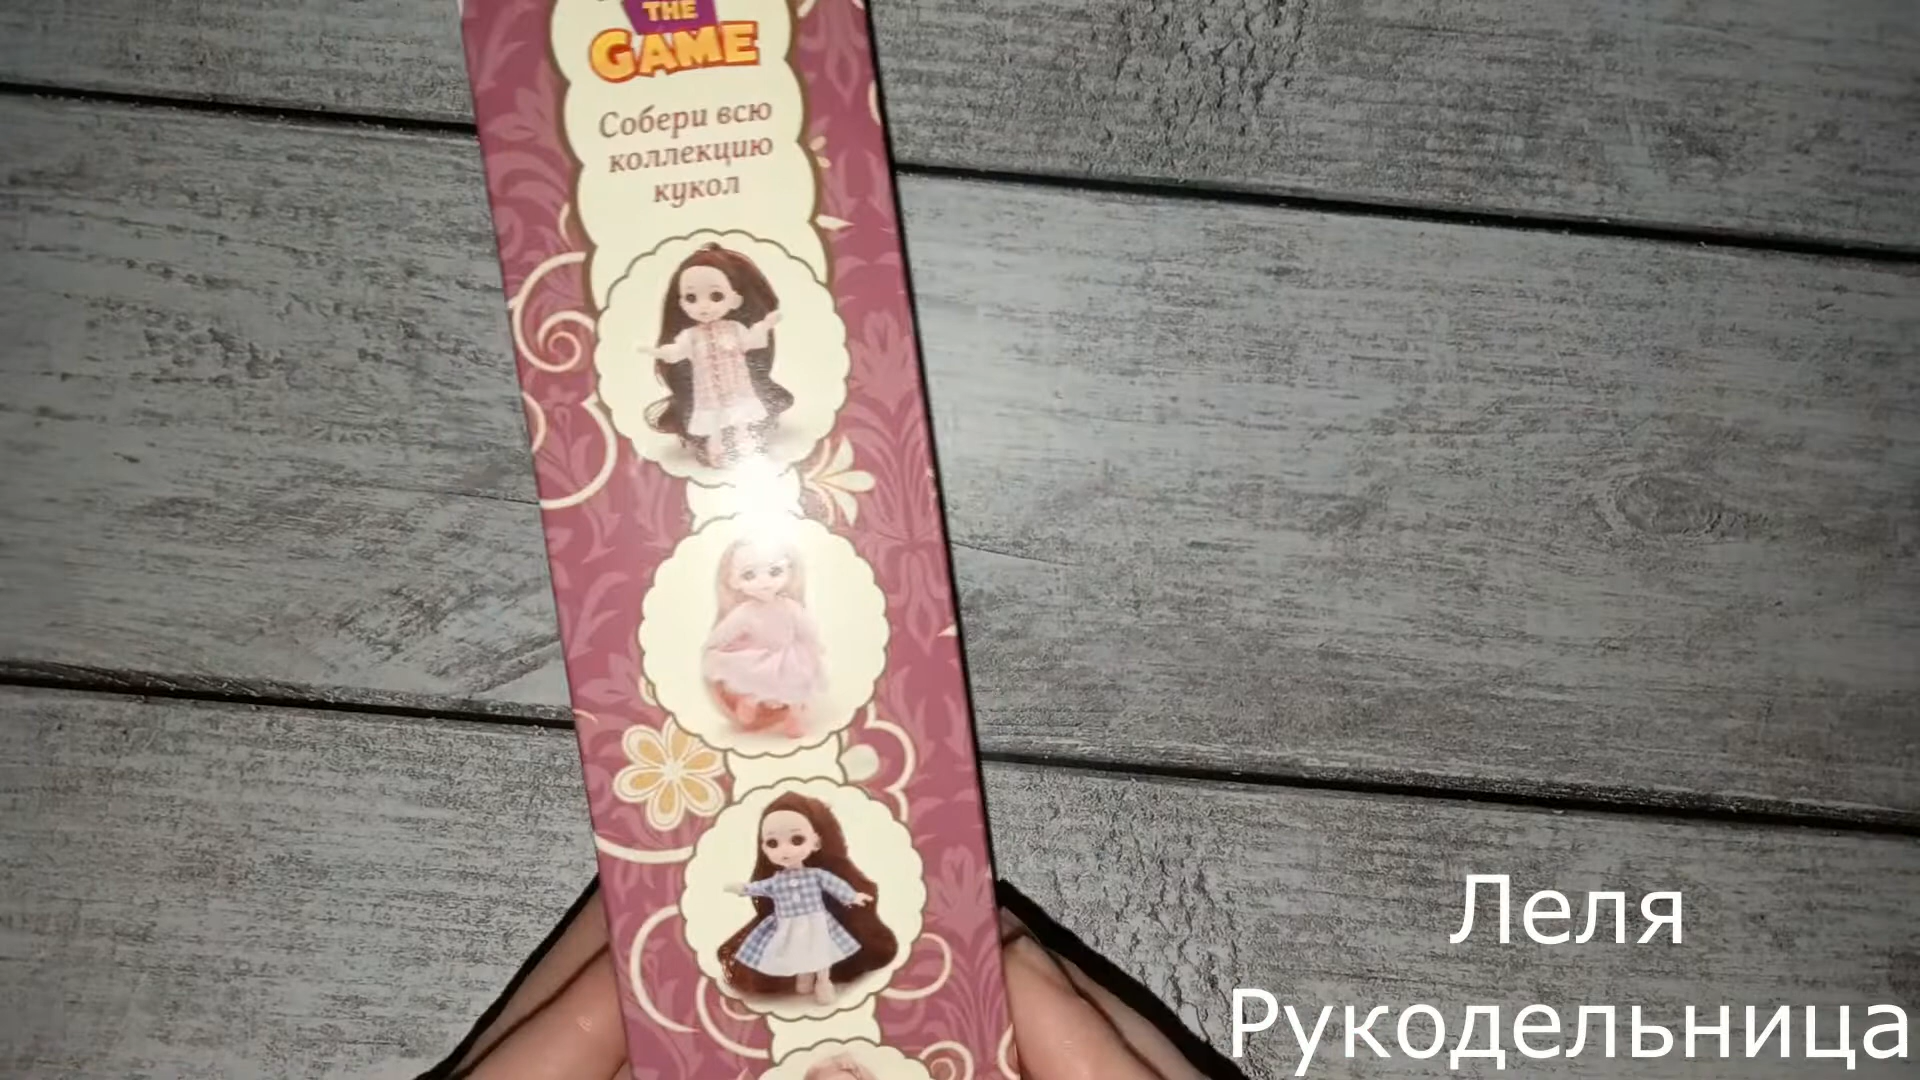 THE
GAME
Собери всю
коллекцию
кукол
Леля
Рукодельница